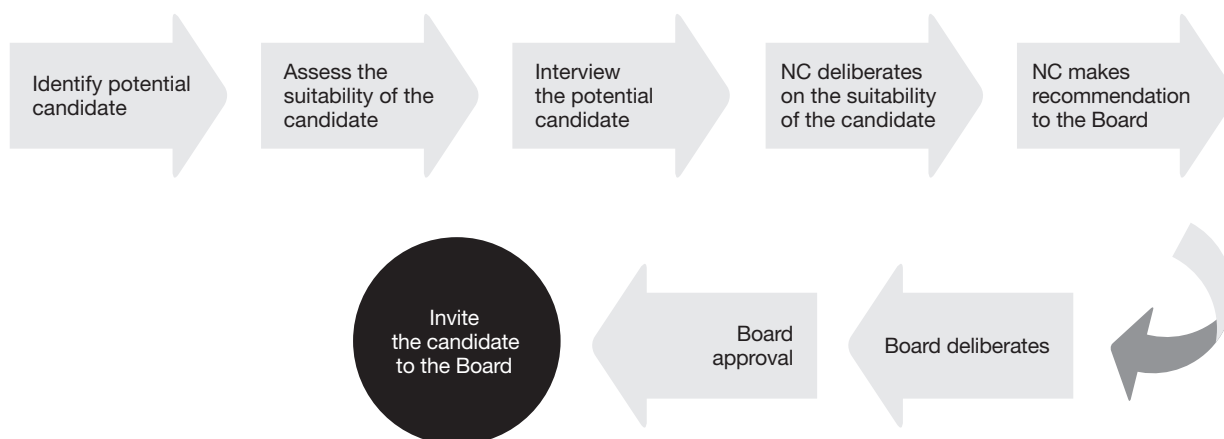 Identify potential
candidate
Assess the
suitability of the
candidate
Interview
the potential
candidate
NC deliberates
on the suitability
of the candidate
NC makes
recommendation
to the Board
Board deliberates
Board
approval
Invite
the candidate
to the Board